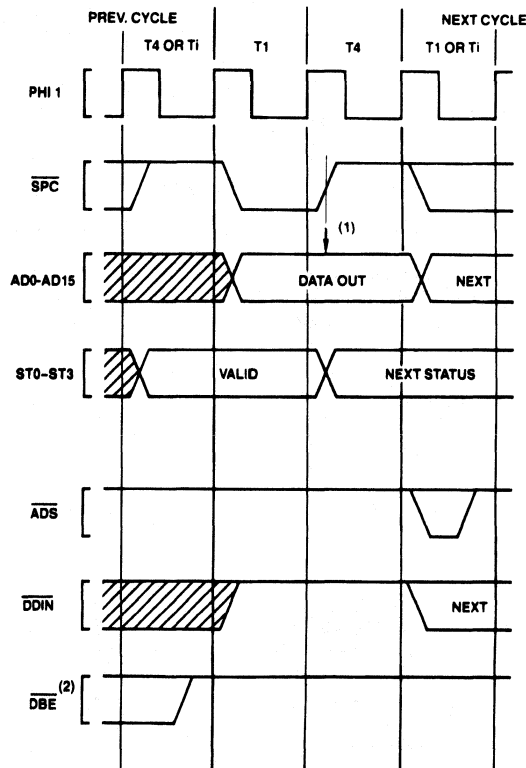 PREV. CYCLE
NEXT CYCLE
T4 OR Ti
T1
T4
T1 OR Ti
PHI 1
SPC
(1)
AD0-AD15
DATA OUT
NEXT
ST0-ST3
VALID
NEXT STATUS
ADS
DDIN
NEXT
DBE (2)